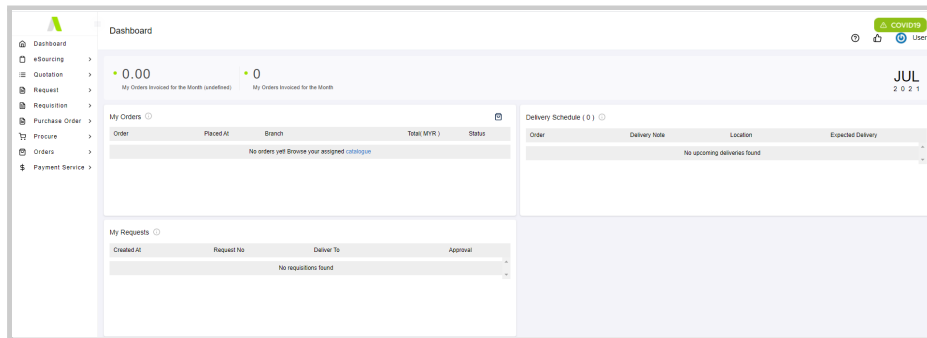 COVID19
Dashboard
User
Dashboard
eSourcing
Quotation
Request
Requisition
Purchase Order
Procure
Orders
Payment Service
0.00
My Orders Invoiced for the Month (undefined)
0
My Orders Invoiced for the Month
JUL
2021
My Orders
Order Placed At Branch Total( MYR ) Status
No orders yet! Browse your assigned catalogue
Delivery Schedule ( 0 )
Order Delivery Note Location Expected Delivery
No upcoming deliveries found
My Requests
Created At Request No Deliver To Approval
No requisitions found